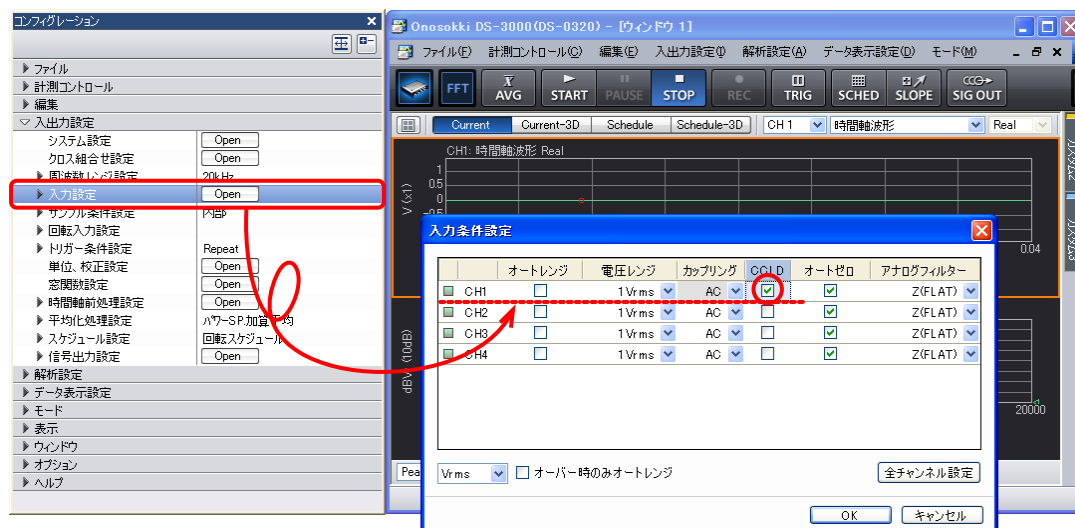 コンフィグレーション
ファイル
計測コントロール
編集
入出力設定
システム設定 Open
クロス組合せ設定 Open
周波数レンジ設定 20kHz
入力設定 Open
サンプル条件設定 内部
回転入力設定
トリガー条件設定 Repeat
単位、校正設定 Open
窓関数設定 Open
時間軸前処理設定 Open
平均化処理設定 パワーSP.加算平均
スケジュール設定 回転スケジュール
信号出力設定 Open
解析設定
データ表示設定
モード
表示
ウィンドウ
オプション
ヘルプ
Onosokki DS-3000(DS-0320) - [ウィンドウ 1]
ファイル(F) 計測コントロール(C) 編集(E) 入出力設定(I) 解析設定(A) データ表示設定(D) モード(M)
FFT X AVG START PAUSE STOP REC TRIG SCHED SLOPE SIG OUT
Current Current-3D Schedule Schedule-3D CH 1 時間軸波形 Real
CH1: 時間軸波形 Real
V (x1)
1
0.5
0
-0.5
0.04
dBV (10dB)
20000
Pea
カスタム2
カスタム3
入力条件設定
オートレンジ 電圧レンジ カップリング CCLD オートゼロ アナログフィルター
CH1 1Vrms AC Z(FLAT)
CH2 1Vrms AC Z(FLAT)
CH3 1Vrms AC Z(FLAT)
CH4 1Vrms AC Z(FLAT)
Vrms オーバー時のみオートレンジ 全チャンネル設定
OK キャンセル